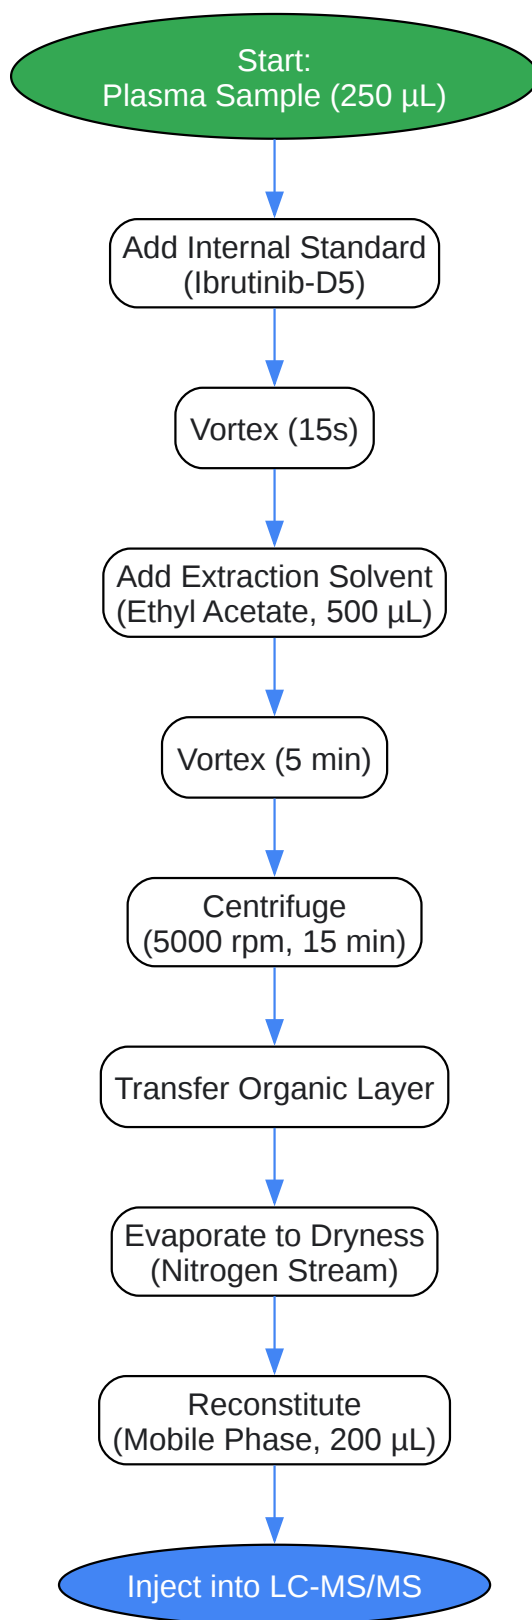 Start:
Plasma Sample (250 µL)
Add Internal Standard
(Ibrutinib-D5)
Vortex (15s)
Add Extraction Solvent
(Ethyl Acetate, 500 µL)
Vortex (5 min)
Centrifuge
(5000 rpm, 15 min)
Transfer Organic Layer
Evaporate to Dryness
(Nitrogen Stream)
Reconstitute
(Mobile Phase, 200 µL)
Inject into LC-MS/MS